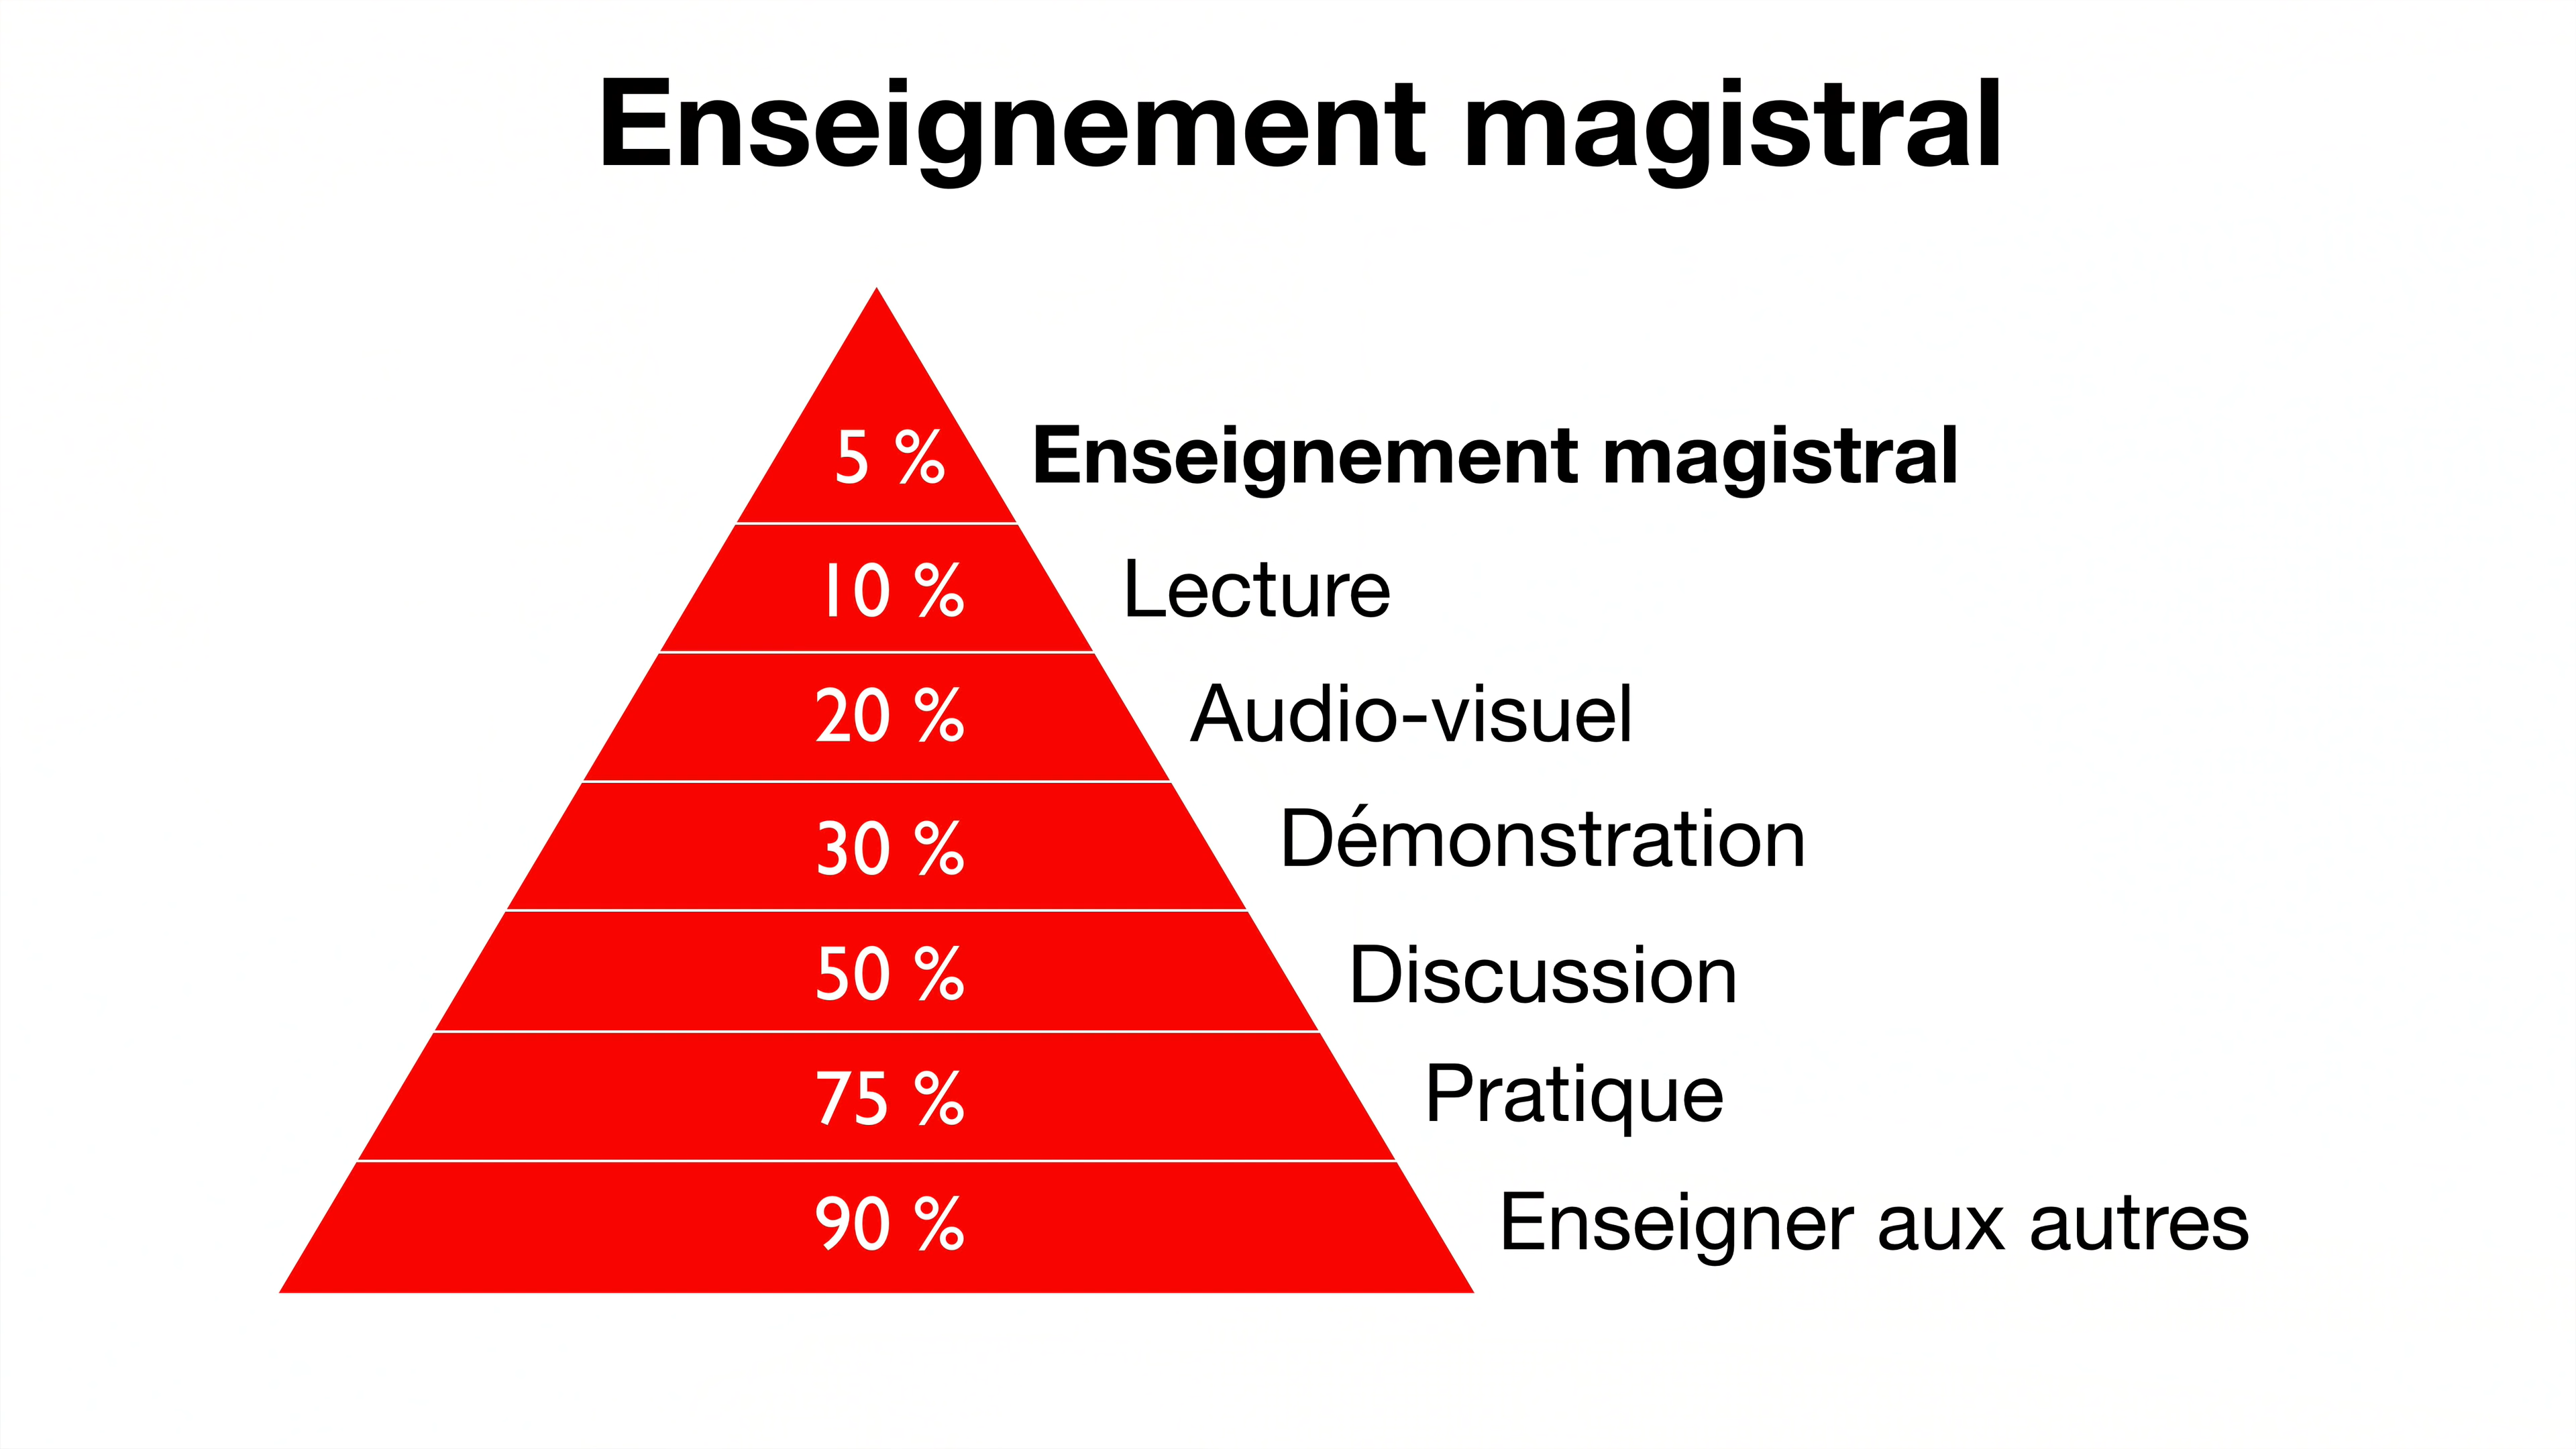 Enseignement magistral
5 % Enseignement magistral
10 % Lecture
20 % Audio-visuel
30 % Démonstration
50 % Discussion
75 % Pratique
90 % Enseigner aux autres